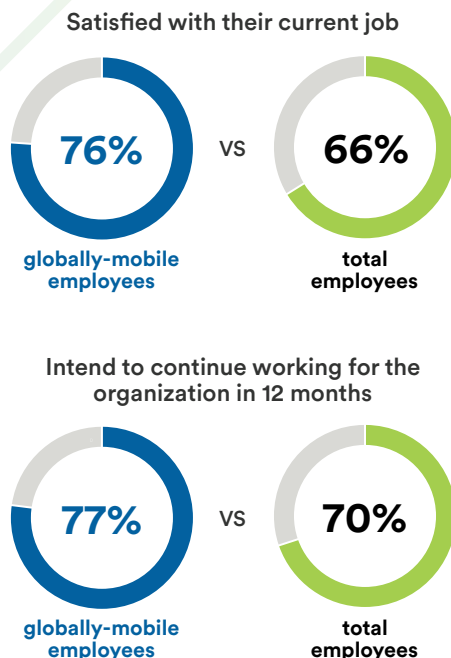 Satisfied with their current job
76%
VS
66%
globally-mobile
employees
total
employees
Intend to continue working for the
organization in 12 months
77%
VS
70%
globally-mobile
employees
total
employees